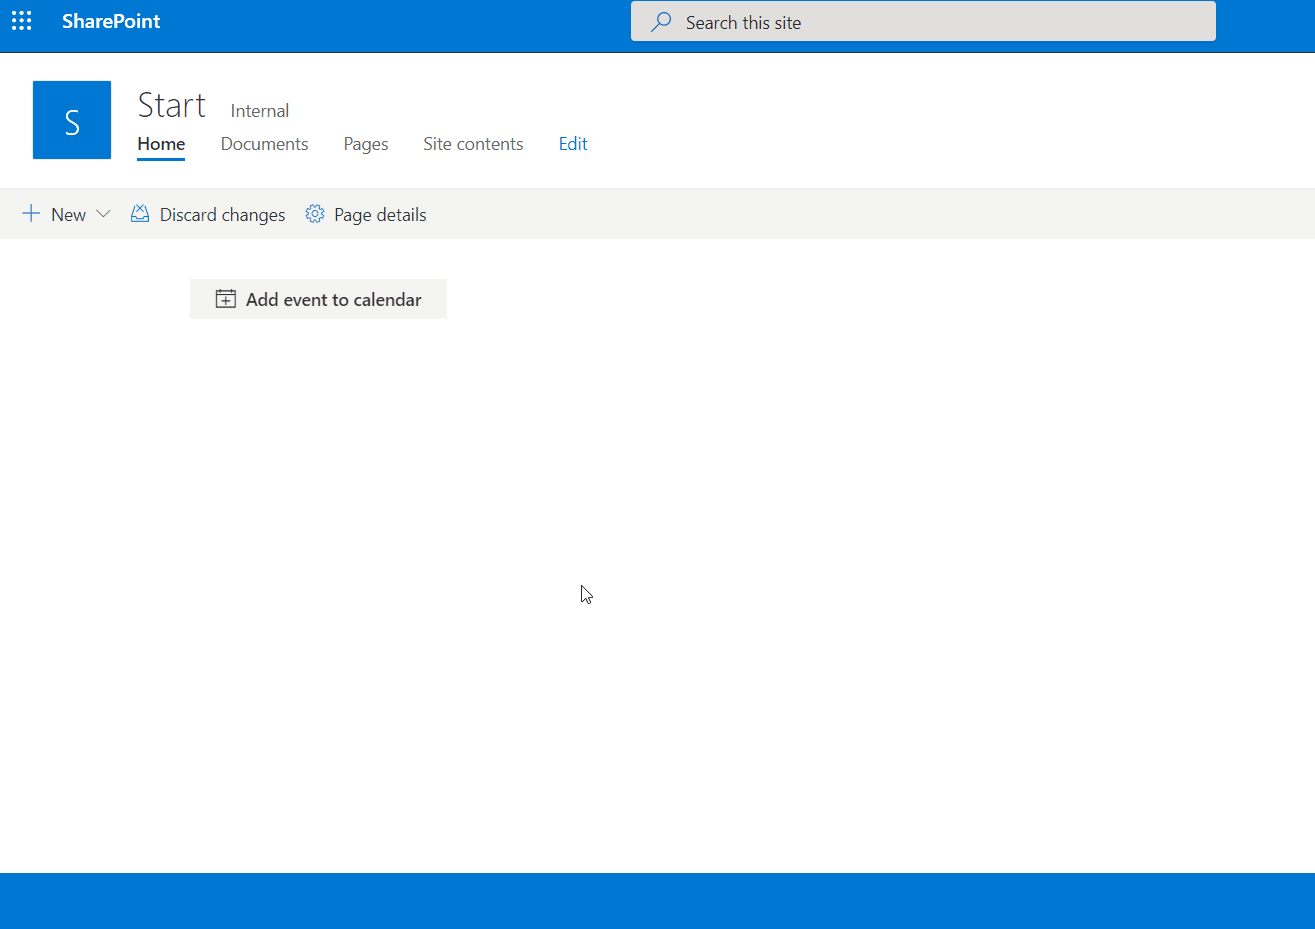 SharePoint
Search this site
S
Start Internal
Home Documents Pages Site contents Edit
New Discard changes Page details
Add event to calendar